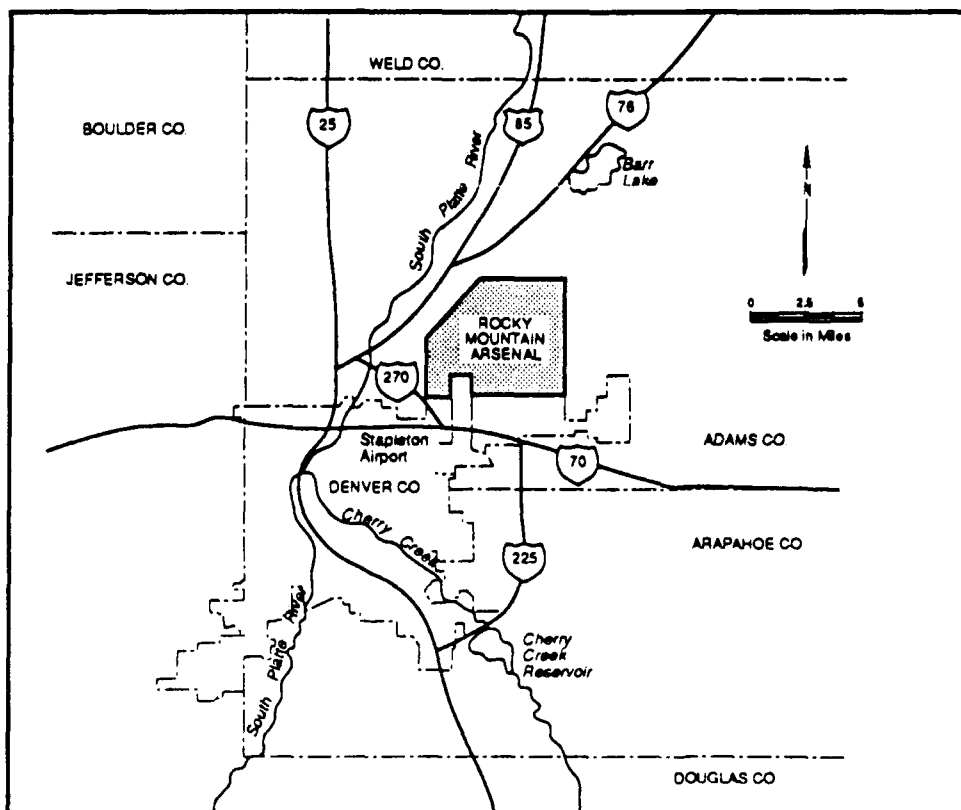 WELD CO.
BOULDER CO.
25
85
76
South Platte River
Barr
Lake
N
JEFFERSON CO.
0 2.5 5
Scale in Miles
ROCKY
MOUNTAIN
ARSENAL
270
Stapleton
Airport
ADAMS CO.
70
DENVER CO
Cherry Creek
ARAPAHOE CO
225
South Platte River
Cherry
Creek
Reservoir
DOUGLAS CO